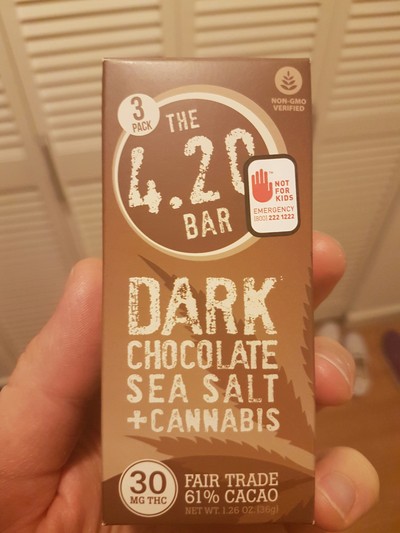 3
PACK
THE
4.20
BAR
NON-GMO
VERIFIED
NOT
FOR
KIDS
EMERGENCY
(800) 222 1222
DARK
CHOCOLATE
SEA SALT
+CANNABIS
30
MG THC
FAIR TRADE
61% CACAO
NET WT. 1.26 OZ.(36g)